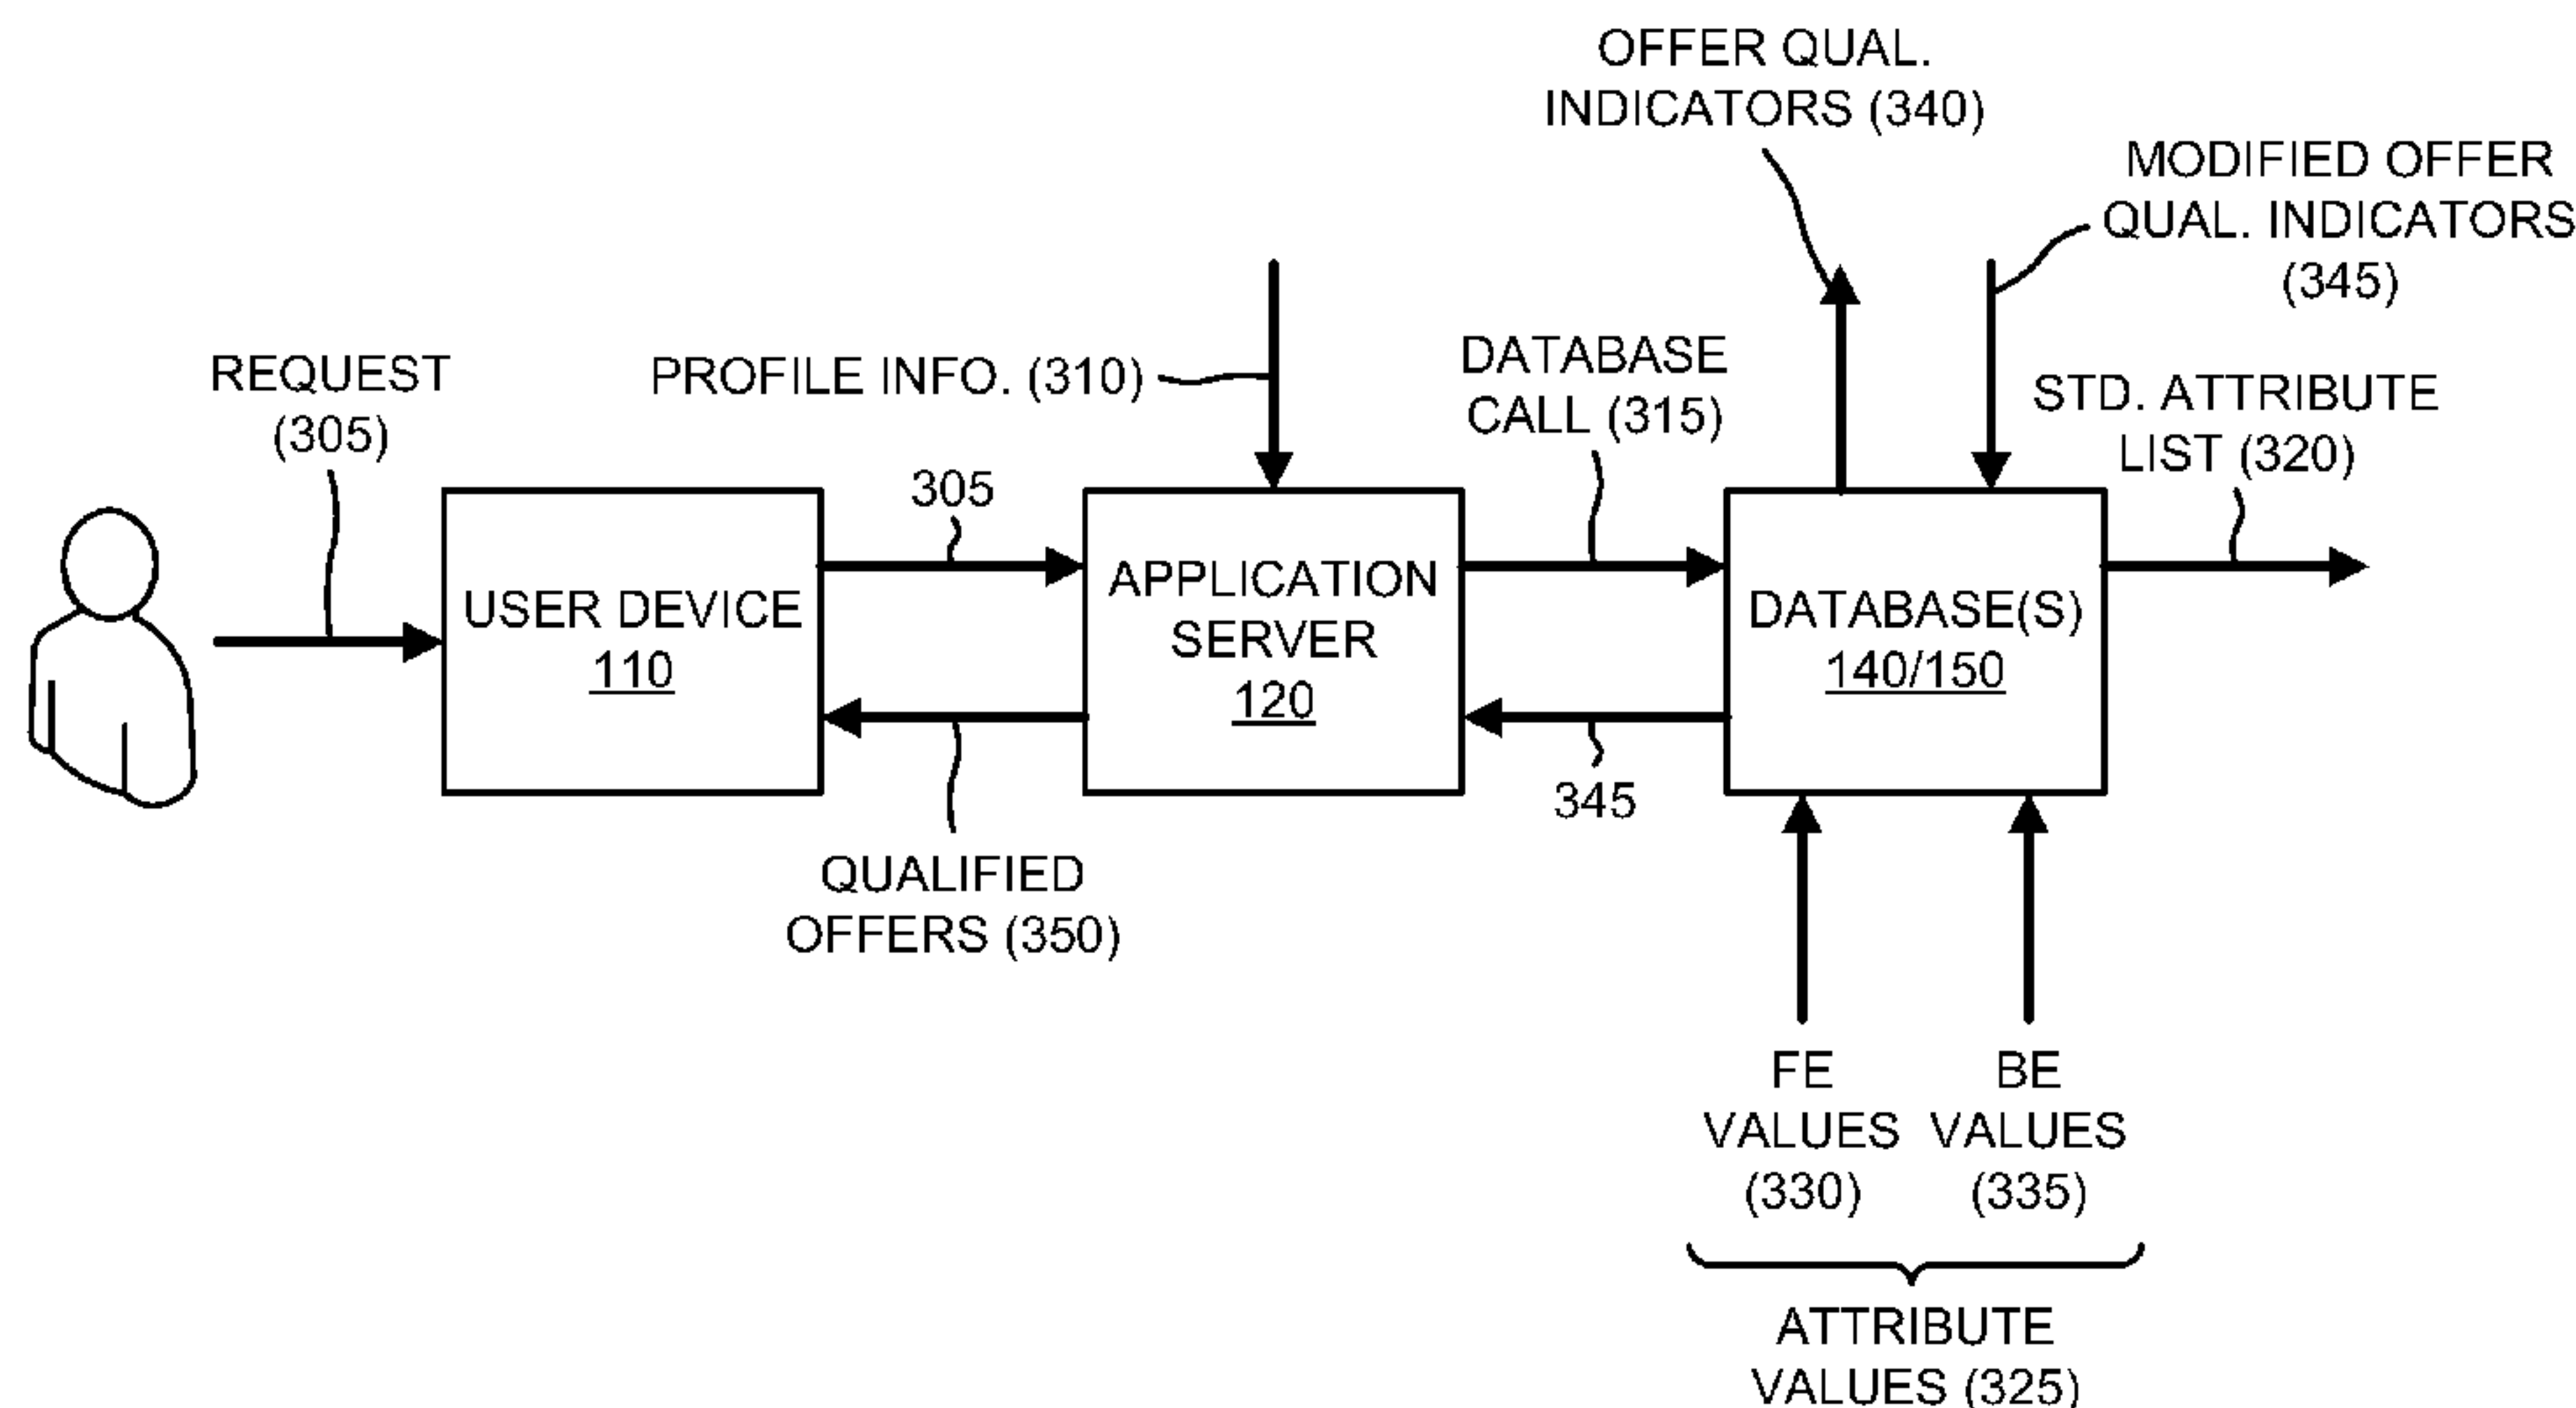 OFFER QUAL.
INDICATORS (340)
MODIFIED OFFER
QUAL. INDICATORS
(345)
REQUEST
(305)
PROFILE INFO. (310)
DATABASE
CALL (315)
STD. ATTRIBUTE
LIST (320)
305
USER DEVICE
110
APPLICATION
SERVER
120
DATABASE(S)
140/150
345
QUALIFIED
OFFERS (350)
FE
VALUES
(330)
BE
VALUES
(335)
ATTRIBUTE
VALUES (325)